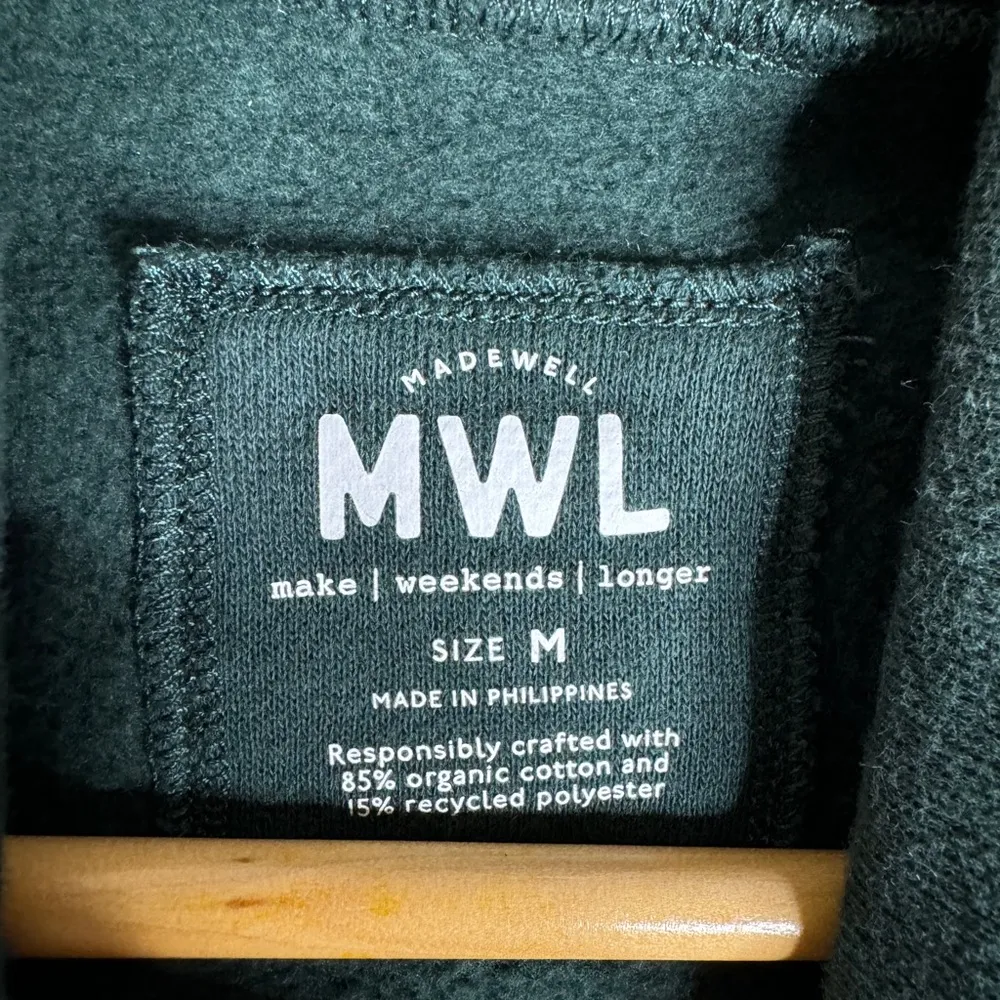 MADEWELL
MWL
make | weekends | longer
SIZE M
MADE IN PHILIPPINES
Responsibly crafted with
85% organic cotton and
15% recycled polyester